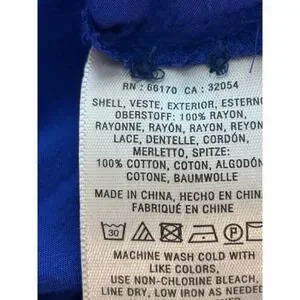 RN : 66170 CA : 32054
SHELL, VESTE, EXTERIOR, ESTERNO
OBERSTOFF: 100% RAYON,
RAYONNE, RAYÓN, RAYON, REYON
LACE, DENTELLE, CORDÓN,
MERLETTO, SPITZE:
100% COTTON, COTON, ALGODÓN
COTONE, BAUMWOLLE
MADE IN CHINA, HECHO EN CHINA
FABRIQUÉ EN CHINE
30 P
MACHINE WASH COLD WITH
LIKE COLORS,
USE NON-CHLORINE BLEACH,
LINE DRY, LOW IRON AS NEEDED